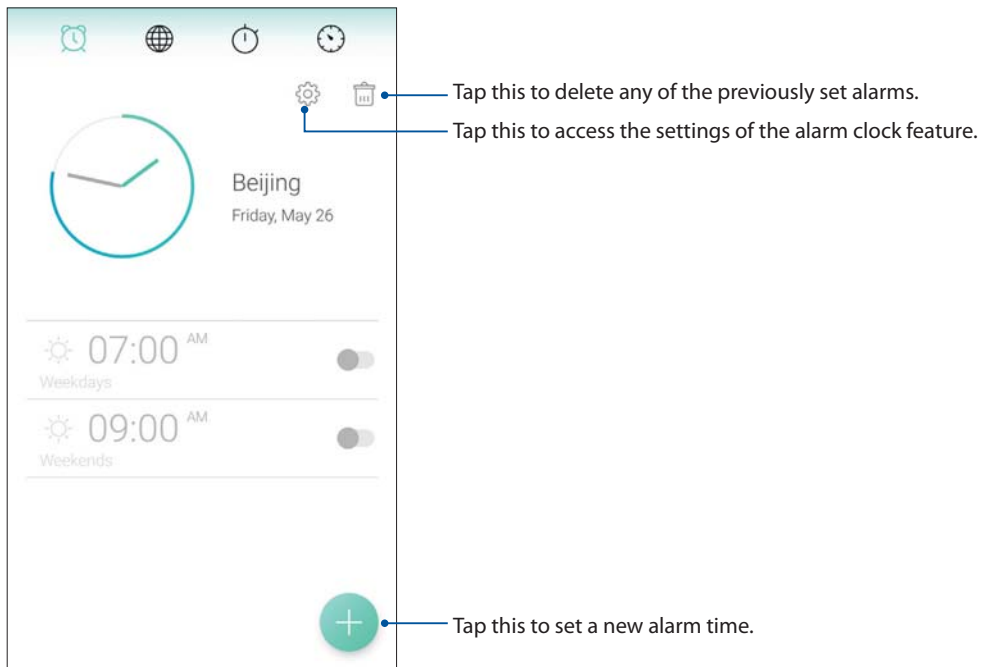 Tap this to delete any of the previously set alarms.
Tap this to access the settings of the alarm clock feature.
Beijing
Friday, May 26
07:00 AM
Weekdays
09:00 AM
Weekends
Tap this to set a new alarm time.